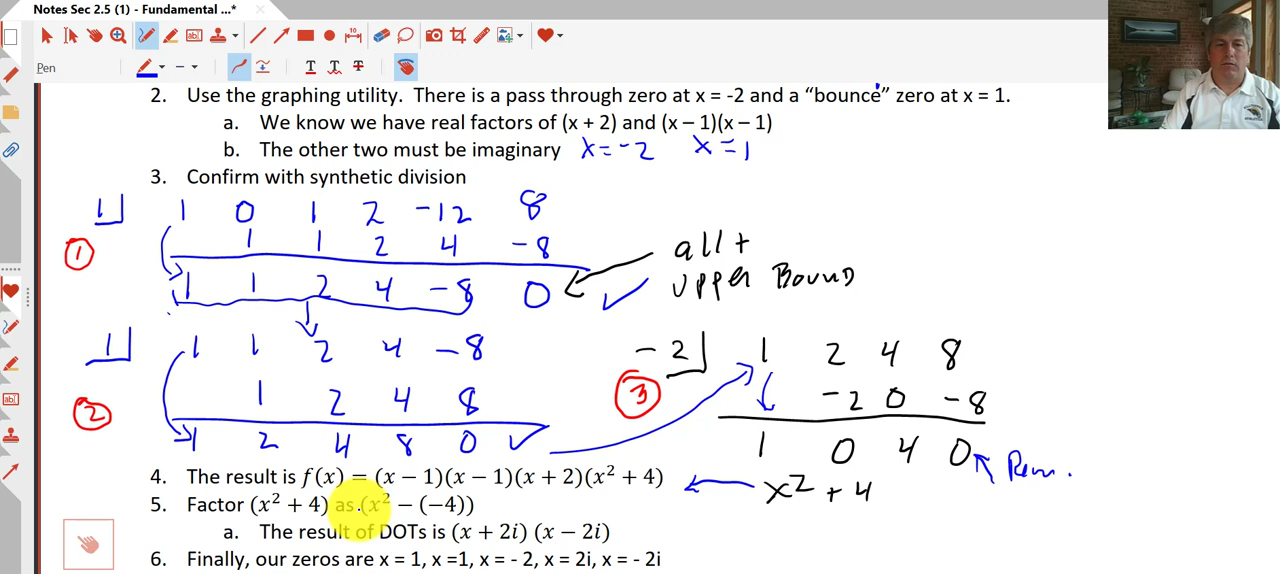 Notes Sec 2.5 (1) - Fundamental ...*
Pen
2. Use the graphing utility. There is a pass through zero at x = -2 and a “bounce” zero at x = 1.
a. We know we have real factors of (x + 2) and (x – 1)(x – 1)
b. The other two must be imaginary x = -2 x = 1
3. Confirm with synthetic division
1 1 0 1 2 -12 8
① 1 1 2 4 -8
1 1 2 4 -8 0 ✓
all +
Upper Bound
1 1 1 2 4 -8
② 1 2 4 8
1 2 4 8 0 ✓
-2 1 2 4 8
③ -2 0 -8
1 0 4 0 Rem.
x² + 4
4. The result is f(x) = (x − 1)(x − 1)(x + 2)(x² + 4)
5. Factor (x² + 4) as (x² − (−4))
a. The result of DOTs is (x + 2i) (x − 2i)
6. Finally, our zeros are x = 1, x =1, x = - 2, x = 2i, x = - 2i